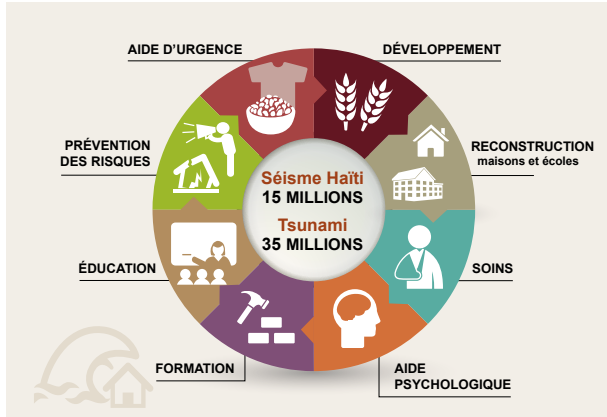 AIDE D'URGENCE
DÉVELOPPEMENT
PRÉVENTION
DES RISQUES
RECONSTRUCTION
maisons et écoles
Séisme Haïti
15 MILLIONS
Tsunami
35 MILLIONS
ÉDUCATION
SOINS
FORMATION
AIDE
PSYCHOLOGIQUE